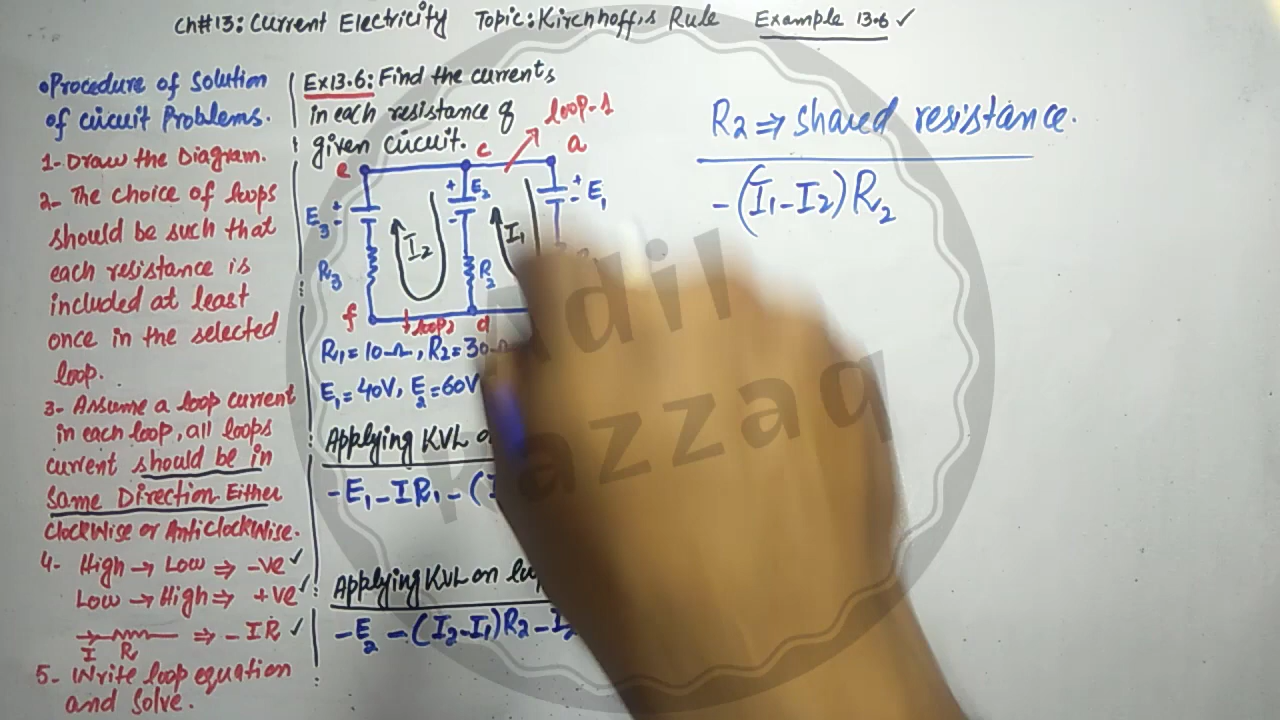 Ch#13: Current Electricity Topic: Kirchhoff,s Rule Example 13.6 ✓
•Procedure of Solution
of circuit Problems.
1- Draw the Diagram.
2- The choice of loops
should be such that
each resistance is
included at least
once in the selected
loop.
3- Assume a loop current
in each loop, all loops
current should be in
Same Direction Either
Clockwise or AntiClockwise.
4- High → Low ⇒ -ve ✓
Low → High ⇒ +ve ✓
I R ⇒ - IR ✓
5- Write loop equation
and Solve.
Ex13.6: Find the currents
in each resistance of
given circuit.
loop-1
e c a
E3 + - + E2 - + - E1
I2 I1
R3 R2
f loop2 d
R1 = 10Ω, R2 = 30Ω
E1 = 40V, E2 = 60V
Applying KVL on
-E1 - IR1 - (I
Applying KVL on loop
-E2 - (I2-I1)R2 - I2
R2 ⇒ shared resistance.
-(I1-I2)R2
Adil
Razzaq